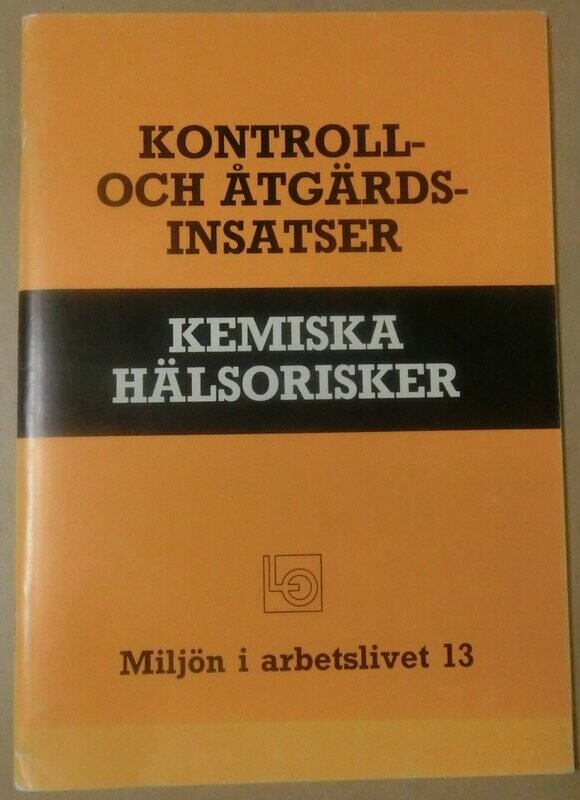 KONTROLL-
OCH ÅTGÄRDS-
INSATSER
KEMISKA
HÄLSORISKER
LO
Miljön i arbetslivet 13